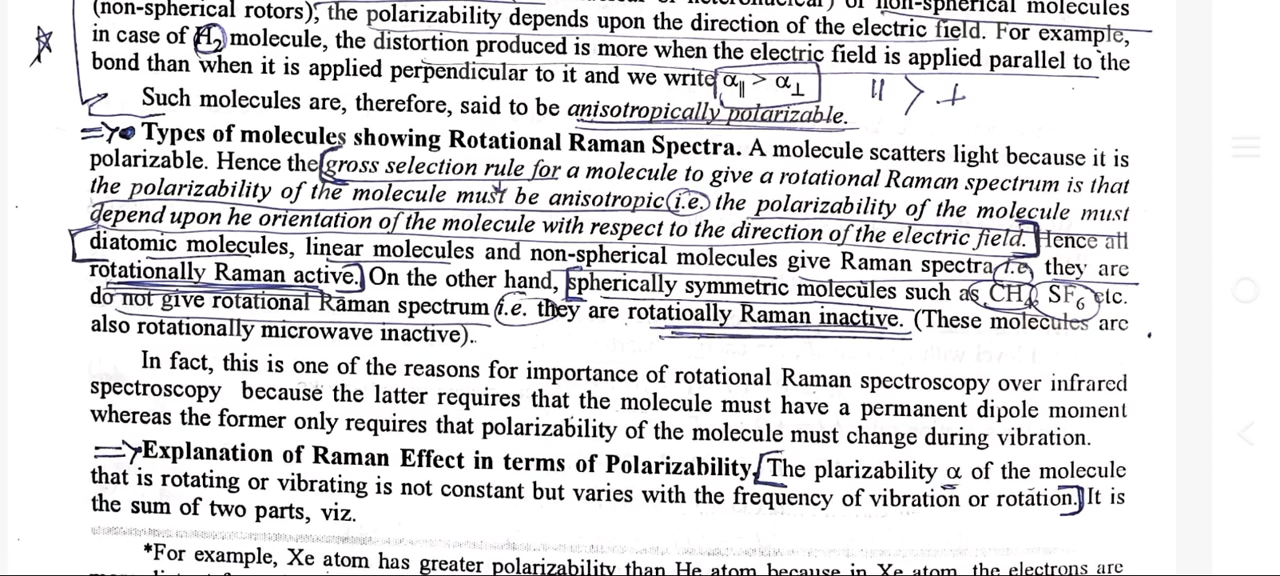 (non-spherical rotors), the polarizability depends upon the direction of the electric field. For example,
in case of H₂ molecule, the distortion produced is more when the electric field is applied parallel to the
bond than when it is applied perpendicular to it and we write α∥ > α⊥
∥ > ⊥
Such molecules are, therefore, said to be anisotropically polarizable.
Types of molecules showing Rotational Raman Spectra. A molecule scatters light because it is
polarizable. Hence the gross selection rule for a molecule to give a rotational Raman spectrum is that
the polarizability of the molecule must be anisotropic i.e. the polarizability of the molecule must
depend upon he orientation of the molecule with respect to the direction of the electric field. Hence all
diatomic molecules, linear molecules and non-spherical molecules give Raman spectra i.e, they are
rotationally Raman active. On the other hand, spherically symmetric molecules such as CH₄ SF₆ etc.
do not give rotational Raman spectrum i.e. they are rotatioally Raman inactive. (These molecules are
also rotationally microwave inactive).
In fact, this is one of the reasons for importance of rotational Raman spectroscopy over infrared
spectroscopy because the latter requires that the molecule must have a permanent dipole moment
whereas the former only requires that polarizability of the molecule must change during vibration.
Explanation of Raman Effect in terms of Polarizability. The plarizability α of the molecule
that is rotating or vibrating is not constant but varies with the frequency of vibration or rotation. It is
the sum of two parts, viz.
*For example, Xe atom has greater polarizability than He atom because in Xe atom, the electrons are